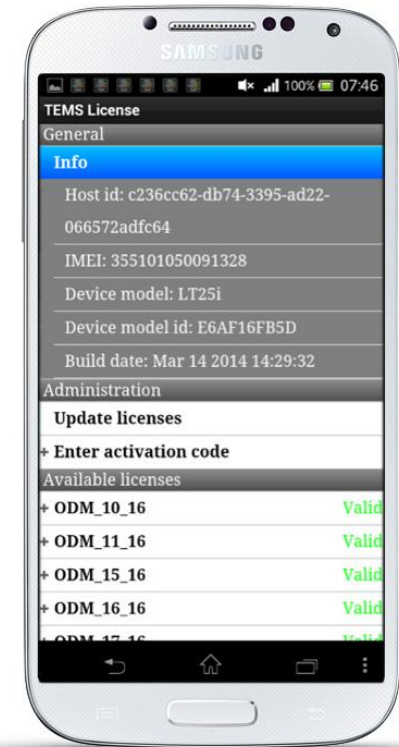 SAMSUNG
100% 07:46
TEMS License
General
Info
Host id: c236cc62-db74-3395-ad22-
066572adfc64
IMEI: 355101050091328
Device model: LT25i
Device model id: E6AF16FB5D
Build date: Mar 14 2014 14:29:32
Administration
Update licenses
+ Enter activation code
Available licenses
+ ODM_10_16 Valid
+ ODM_11_16 Valid
+ ODM_15_16 Valid
+ ODM_16_16 Valid
+ ODM_17_16 Valid